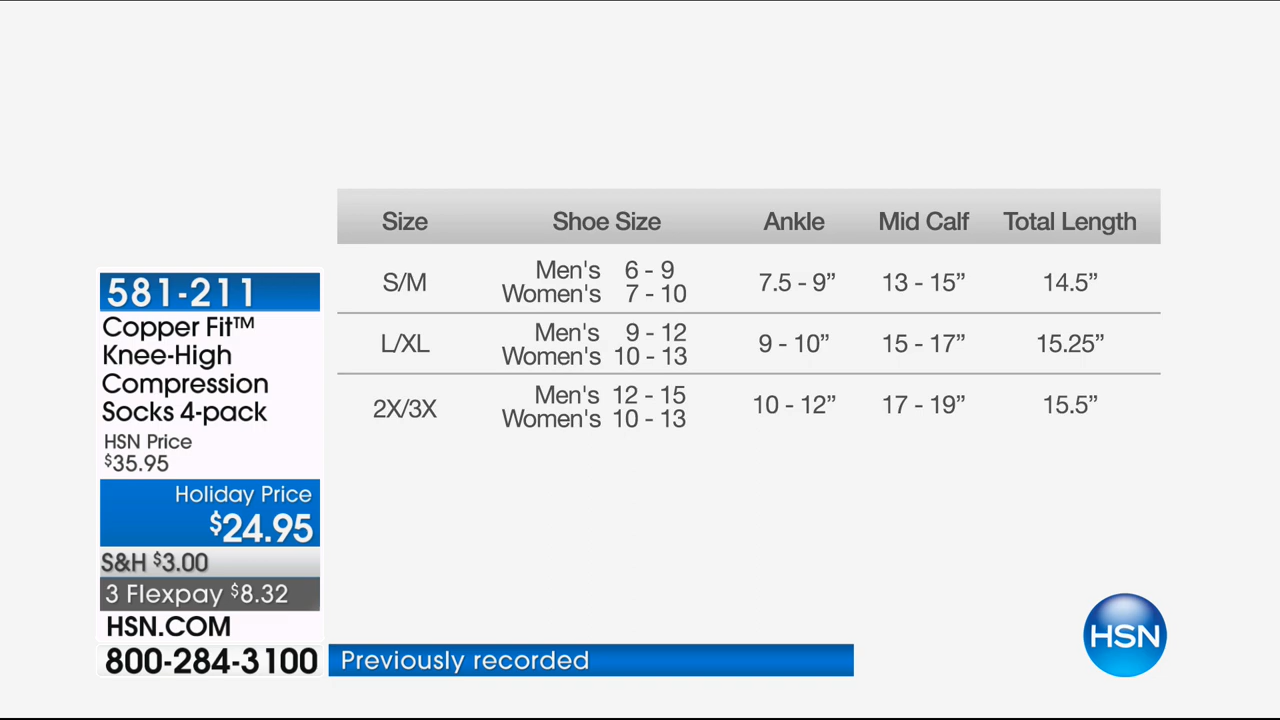 Size Shoe Size Ankle Mid Calf Total Length
Men's 6 - 9
S/M 7.5 - 9” 13 - 15” 14.5”
Women's 7 - 10
Men's 9 - 12
L/XL 9 - 10” 15 - 17” 15.25”
Women's 10 - 13
Men's 12 - 15
2X/3X 10 - 12” 17 - 19” 15.5”
Women's 10 - 13
581-211
Copper Fit™
Knee-High
Compression
Socks 4-pack
HSN Price
$35.95
Holiday Price
$24.95
S&H $3.00
3 Flexpay $8.32
HSN.COM
800-284-3100
Previously recorded
HSN